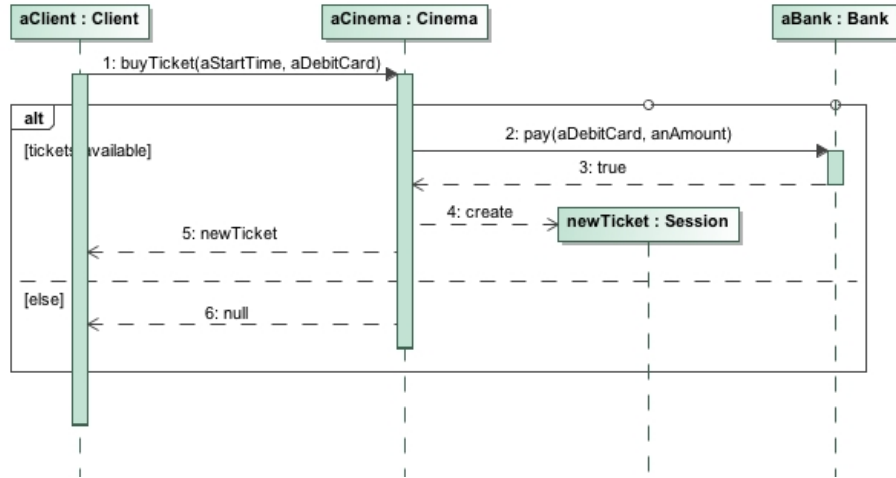 aClient : Client
aCinema : Cinema
aBank : Bank
1: buyTicket(aStartTime, aDebitCard)
alt
2: pay(aDebitCard, anAmount)
[tickets available]
3: true
4: create
newTicket : Session
5: newTicket
[else]
6: null